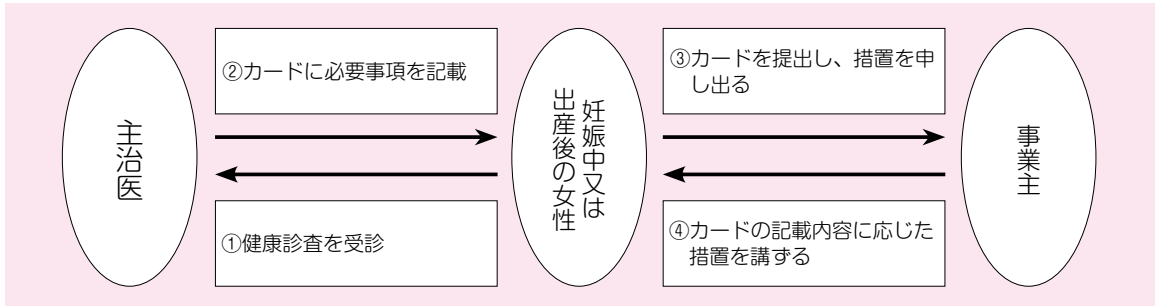 主治医
②カードに必要事項を記載
①健康診査を受診
妊娠中又は
出産後の女性
③カードを提出し、措置を申
し出る
④カードの記載内容に応じた
措置を講ずる
事業主